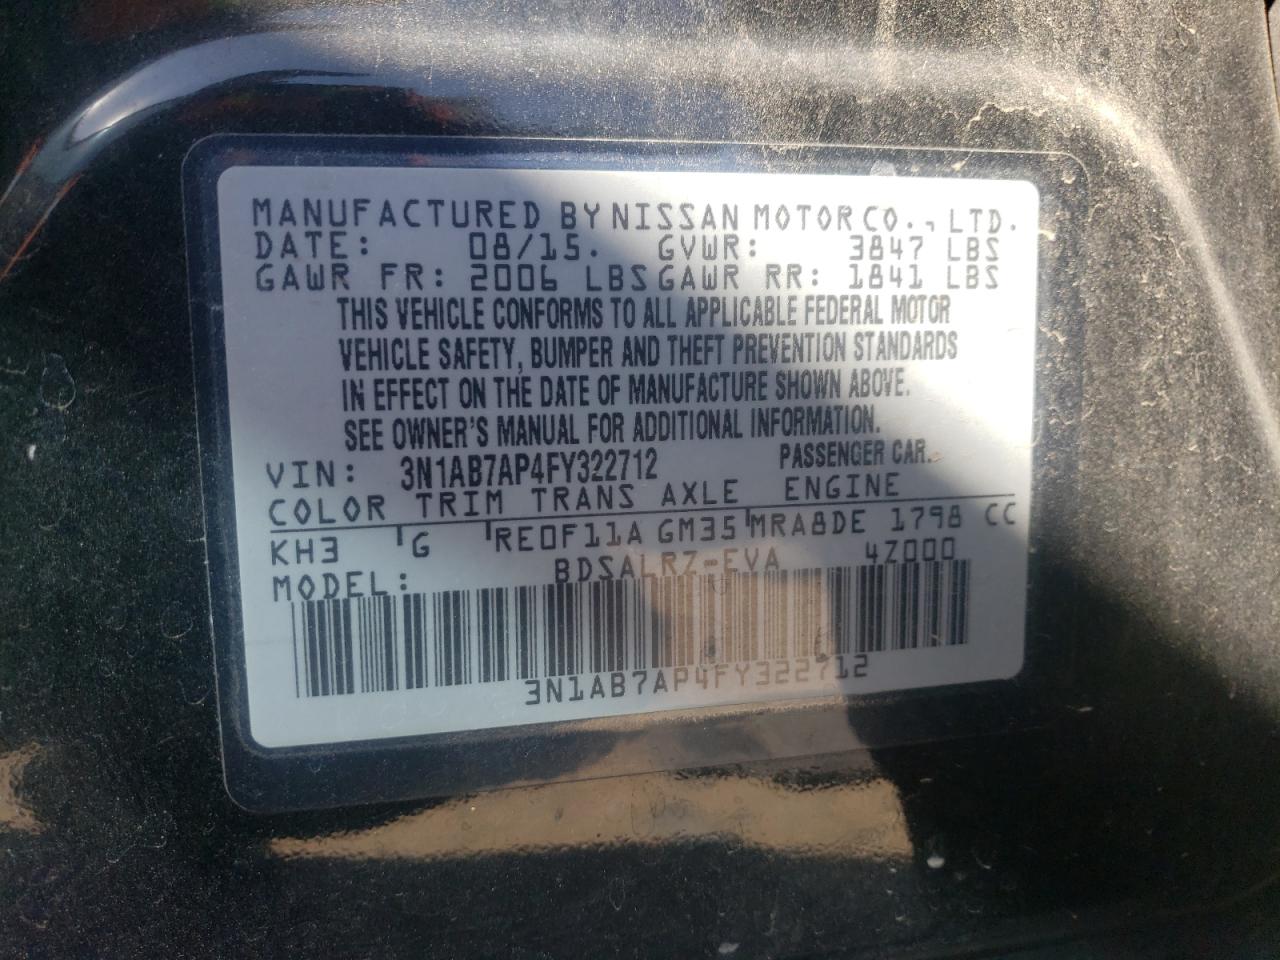 MANUFACTURED BY NISSAN MOTOR CO., LTD.
DATE: 08/15. GVWR: 3847 LBS
GAWR FR: 2006 LBS GAWR RR: 1841 LBS
THIS VEHICLE CONFORMS TO ALL APPLICABLE FEDERAL MOTOR
VEHICLE SAFETY, BUMPER AND THEFT PREVENTION STANDARDS
IN EFFECT ON THE DATE OF MANUFACTURE SHOWN ABOVE.
SEE OWNER'S MANUAL FOR ADDITIONAL INFORMATION.
VIN: 3N1AB7AP4FY322712 PASSENGER CAR.
COLOR TRIM TRANS AXLE ENGINE
KH3 G RE0F11A GM35 MRA8DE 1798 CC
MODEL: BDSALRZ-EVA 4Z000
3N1AB7AP4FY322712